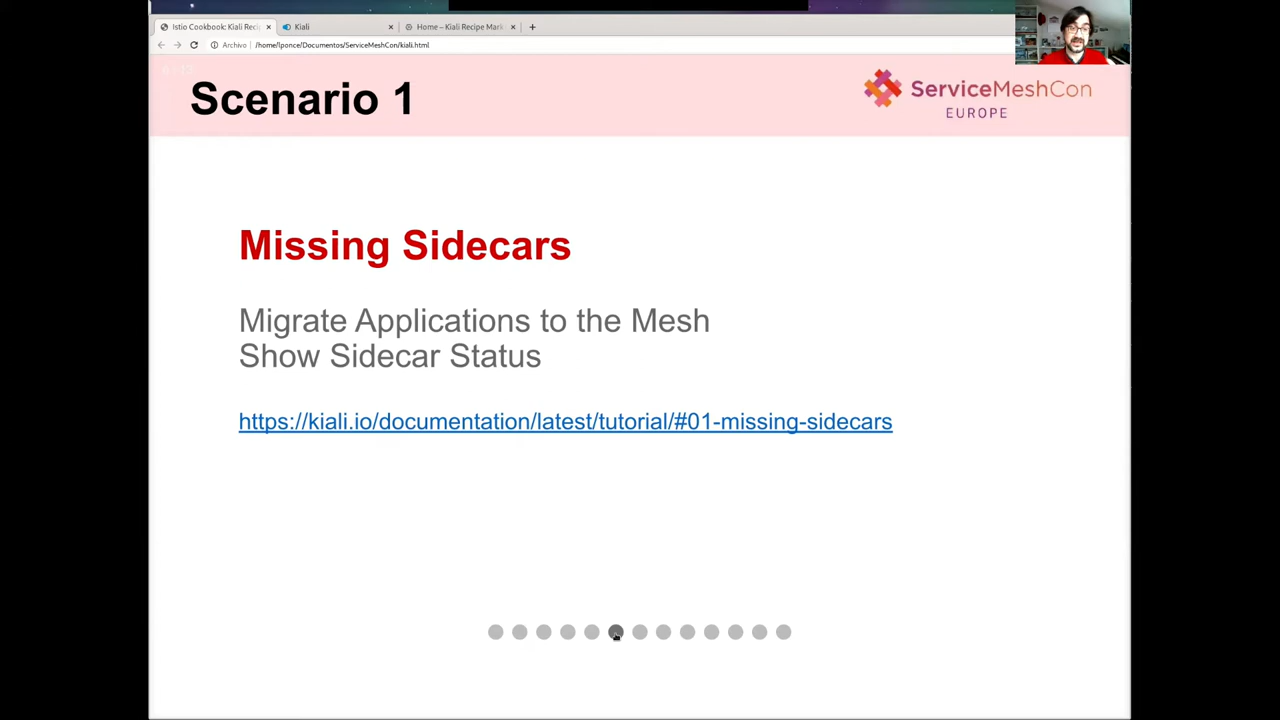 Istio Cookbook: Kiali Reci
Kiali
Home – Kiali Recipe Mark
Archivo
/home/lponce/Documentos/ServiceMeshCon/kiali.html
Scenario 1
ServiceMeshCon
EUROPE
Missing Sidecars
Migrate Applications to the Mesh
Show Sidecar Status
https://kiali.io/documentation/latest/tutorial/#01-missing-sidecars